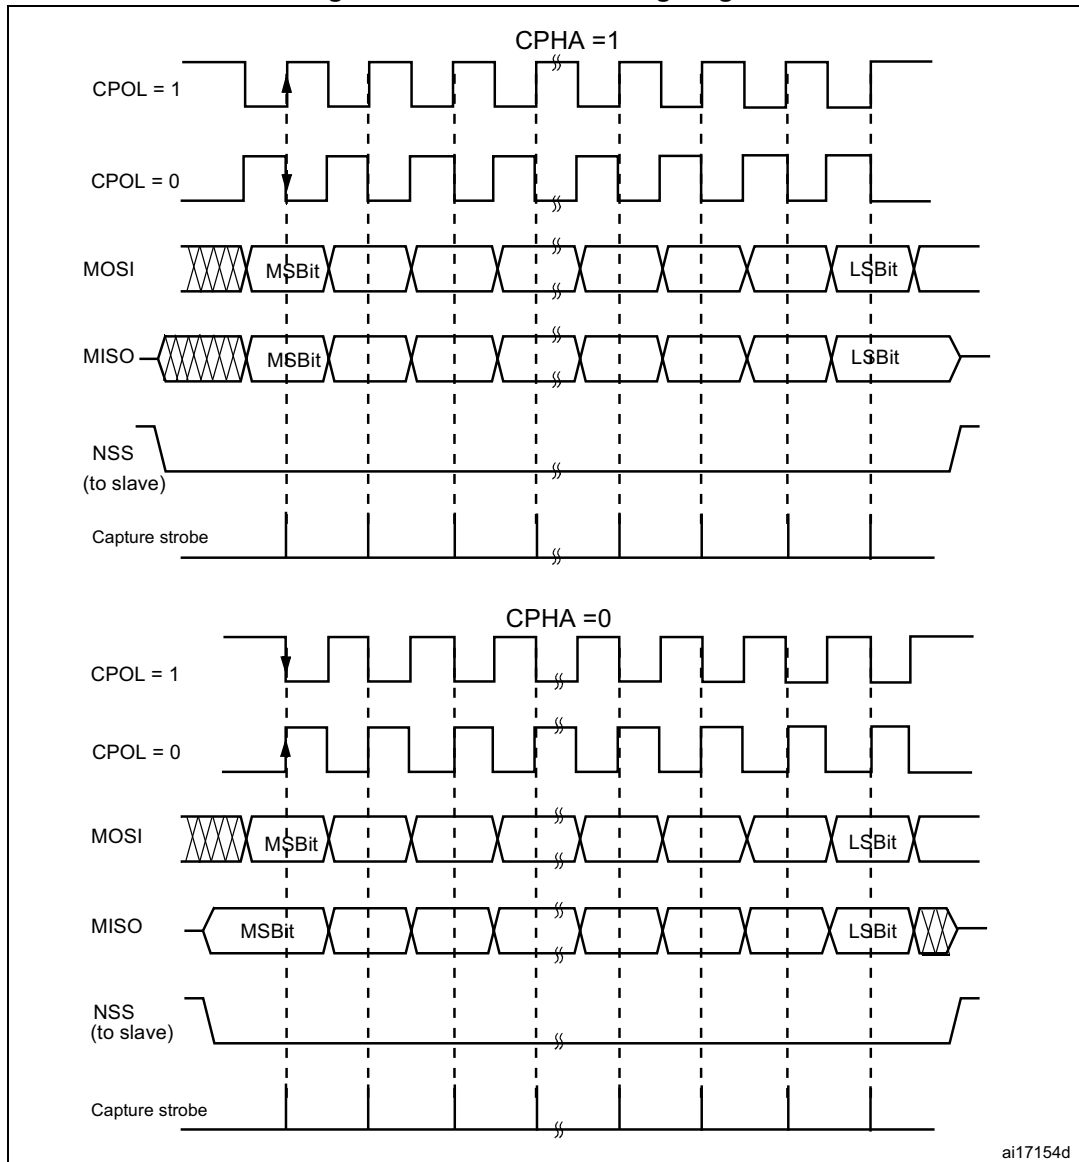 CPHA =1
CPOL = 1
CPOL = 0
MOSI MSBit LSBit
MISO MSBit LSBit
NSS
(to slave)
Capture strobe
CPHA =0
CPOL = 1
CPOL = 0
MOSI MSBit LSBit
MISO MSBit LSBit
NSS
(to slave)
Capture strobe
ai17154d